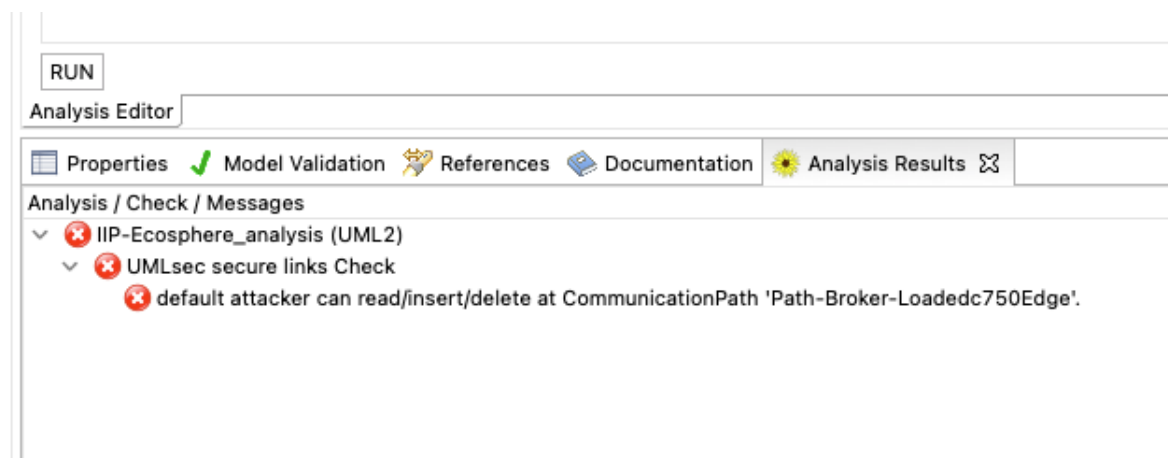 RUN
Analysis Editor
Properties Model Validation References Documentation Analysis Results
Analysis / Check / Messages
IIP-Ecosphere_analysis (UML2)
UMLsec secure links Check
default attacker can read/insert/delete at CommunicationPath 'Path-Broker-Loadedc750Edge'.